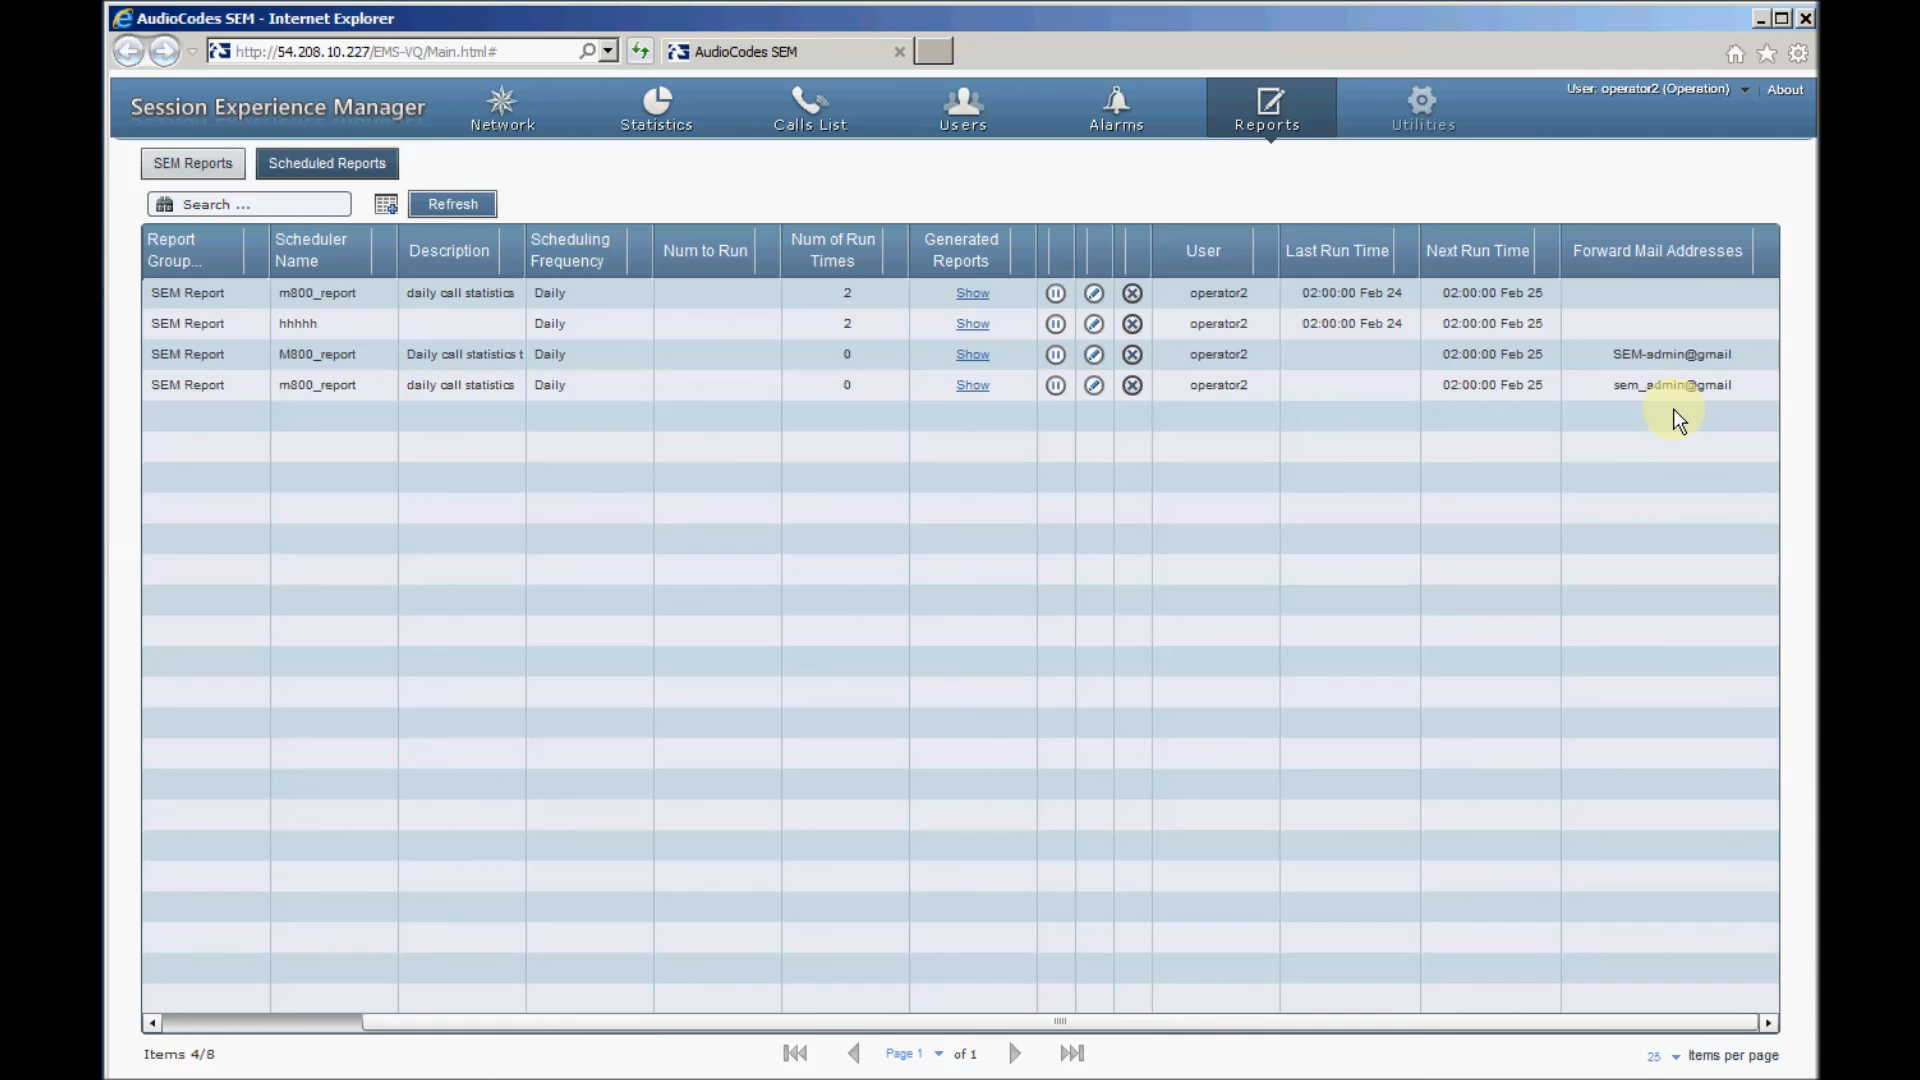 AudioCodes SEM - Internet Explorer
http://54.208.10.227/EMS-VQ/Main.html#
AudioCodes SEM
Session Experience Manager
Network
Statistics
Calls List
Users
Alarms
Reports
Utilities
User: operator2 (Operation)
About
SEM Reports
Scheduled Reports
Search ...
Refresh
Report Group...
Scheduler Name
Description
Scheduling Frequency
Num to Run
Num of Run Times
Generated Reports
User
Last Run Time
Next Run Time
Forward Mail Addresses
SEM Report m800_report daily call statistics Daily 2 Show operator2 02:00:00 Feb 24 02:00:00 Feb 25
SEM Report hhhhh Daily 2 Show operator2 02:00:00 Feb 24 02:00:00 Feb 25
SEM Report M800_report Daily call statistics t Daily 0 Show operator2 02:00:00 Feb 25 SEM-admin@gmail
SEM Report m800_report daily call statistics Daily 0 Show operator2 02:00:00 Feb 25 sem_admin@gmail
Items 4/8
Page 1 of 1
25 Items per page